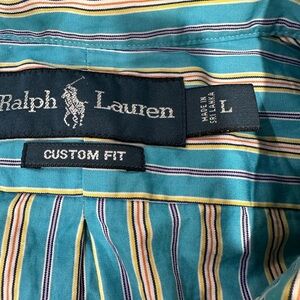 Ralph Lauren
MADE IN
SRI LANKA
L
CUSTOM FIT